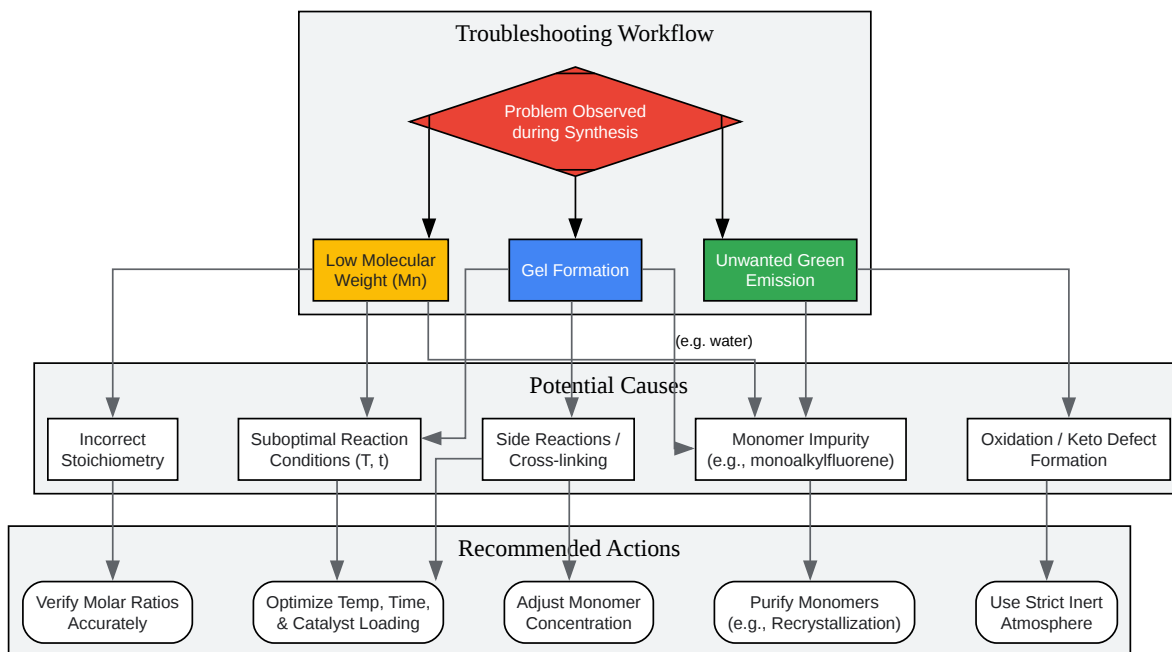 Troubleshooting Workflow
Problem Observed
during Synthesis
Low Molecular
Weight (Mn)
Gel Formation
Unwanted Green
Emission
(e.g. water)
Potential Causes
Incorrect
Stoichiometry
Suboptimal Reaction
Conditions (T, t)
Side Reactions /
Cross-linking
Monomer Impurity
(e.g., monoalkylfluorene)
Oxidation / Keto Defect
Formation
Recommended Actions
Verify Molar Ratios
Accurately
Optimize Temp, Time,
& Catalyst Loading
Adjust Monomer
Concentration
Purify Monomers
(e.g., Recrystallization)
Use Strict Inert
Atmosphere